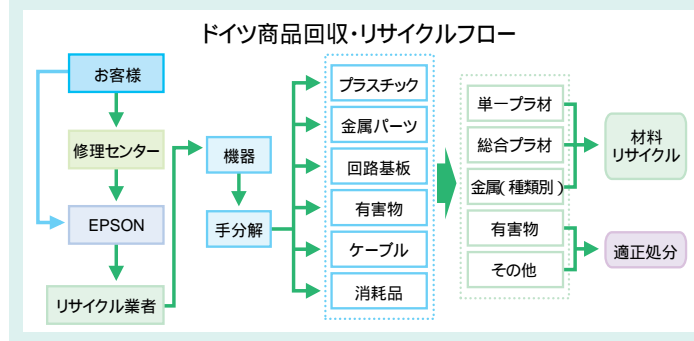 ドイツ商品回収・リサイクルフロー
お客様
修理センター
EPSON
リサイクル業者
機器
手分解
プラスチック
金属パーツ
回路基板
有害物
ケーブル
消耗品
単一プラ材
総合プラ材
金属(種類別)
有害物
その他
材料
リサイクル
適正処分